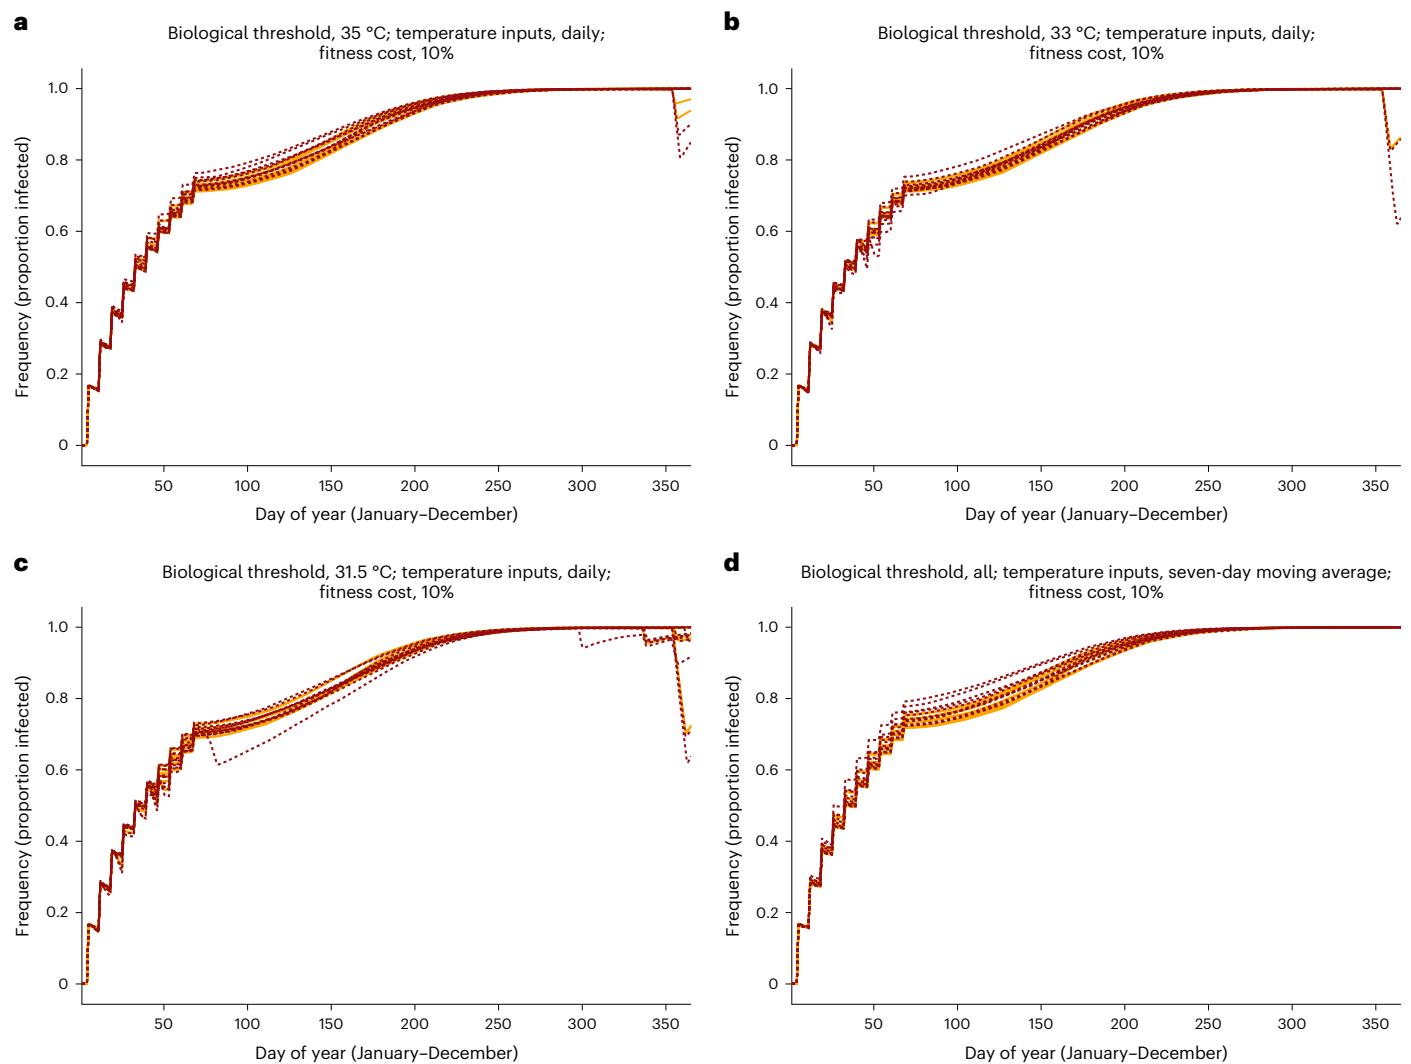 a
Biological threshold, 35 °C; temperature inputs, daily;
fitness cost, 10%
Frequency (proportion infected)
1.0
0.8
0.6
0.4
0.2
0
50 100 150 200 250 300 350
Day of year (January–December)
b
Biological threshold, 33 °C; temperature inputs, daily;
fitness cost, 10%
Frequency (proportion infected)
1.0
0.8
0.6
0.4
0.2
0
50 100 150 200 250 300 350
Day of year (January–December)
c
Biological threshold, 31.5 °C; temperature inputs, daily;
fitness cost, 10%
Frequency (proportion infected)
1.0
0.8
0.6
0.4
0.2
0
50 100 150 200 250 300 350
Day of year (January–December)
d
Biological threshold, all; temperature inputs, seven-day moving average;
fitness cost, 10%
Frequency (proportion infected)
1.0
0.8
0.6
0.4
0.2
0
50 100 150 200 250 300 350
Day of year (January–December)